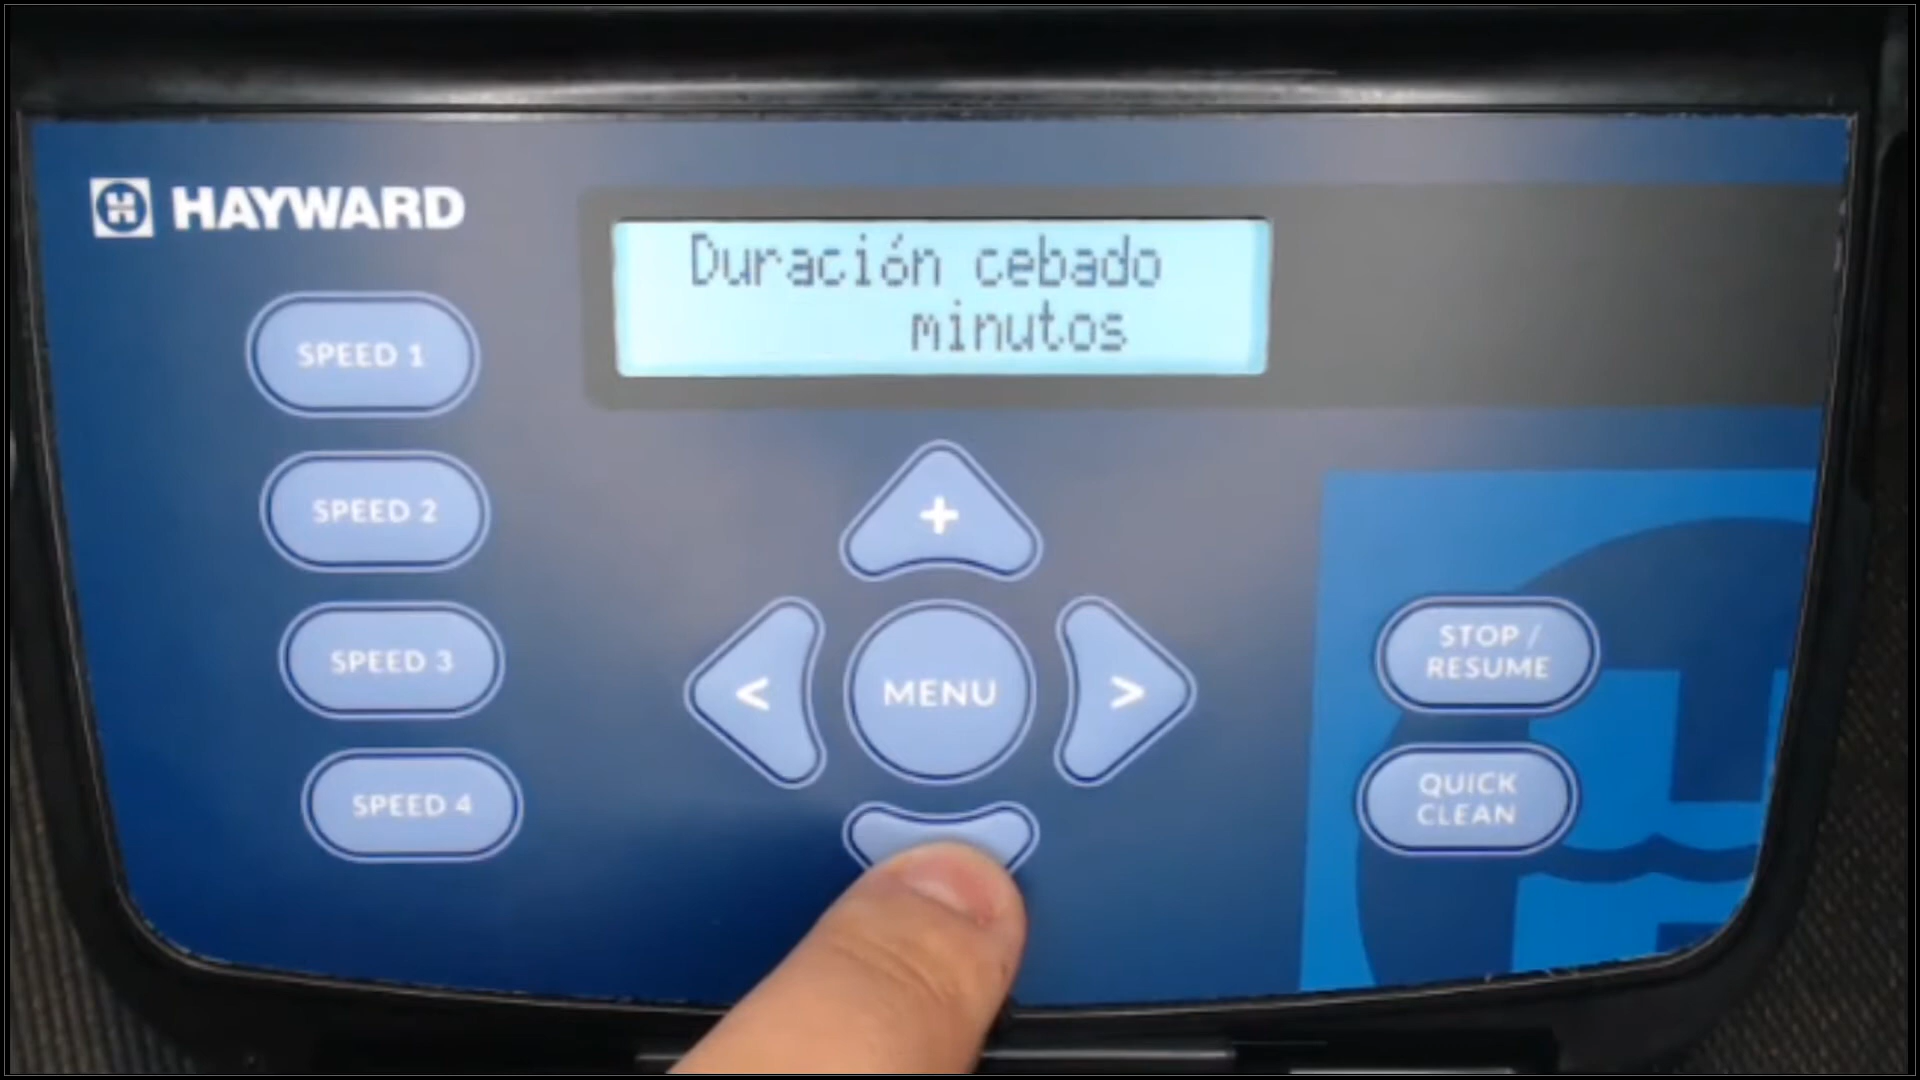 HAYWARD
Duración cebado
minutos
SPEED 1
SPEED 2
SPEED 3
SPEED 4
+
<
MENU
>
STOP /
RESUME
QUICK
CLEAN